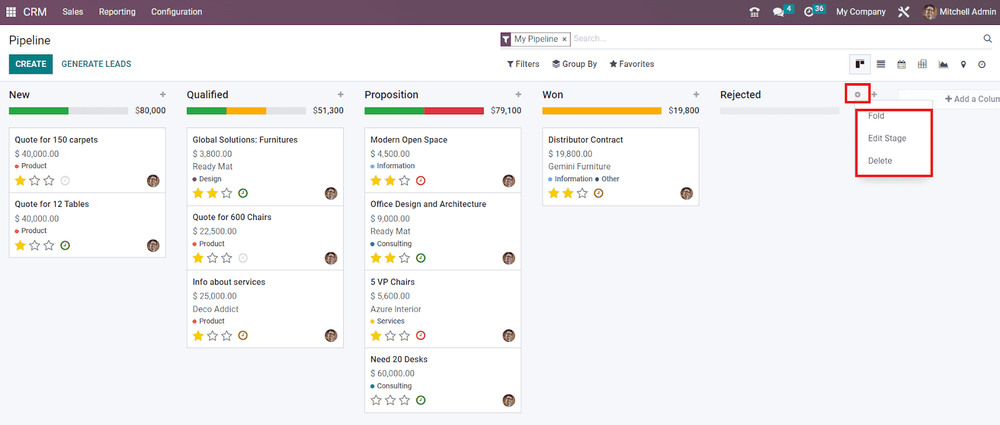 CRM Sales Reporting Configuration 4 36 My Company Mitchell Admin
Pipeline
My Pipeline × Search...
CREATE GENERATE LEADS
Filters Group By Favorites
New +
$80,000
Quote for 150 carpets
$ 40,000.00
Product
Quote for 12 Tables
$ 40,000.00
Product
Qualified +
$51,300
Global Solutions: Furnitures
$ 3,800.00
Ready Mat
Design
Quote for 600 Chairs
$ 22,500.00
Product
Info about services
$ 25,000.00
Deco Addict
Product
Proposition +
$79,100
Modern Open Space
$ 4,500.00
Information
Office Design and Architecture
$ 9,000.00
Ready Mat
Consulting
5 VP Chairs
$ 5,600.00
Azure Interior
Services
Need 20 Desks
$ 60,000.00
Consulting
Won +
$19,800
Distributor Contract
$ 19,800.00
Gemini Furniture
Information Other
Rejected +
Fold
Edit Stage
Delete
+ Add a Colum